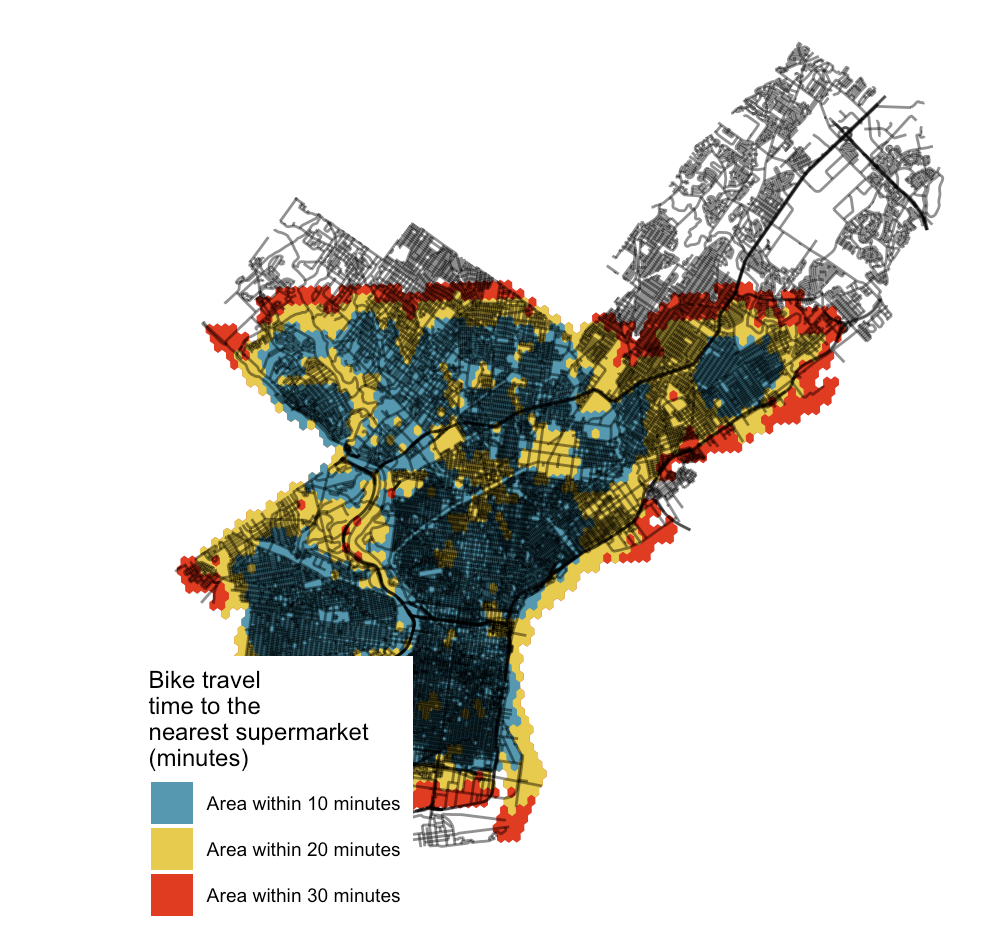 Bike travel
time to the
nearest supermarket
(minutes)
Area within 10 minutes
Area within 20 minutes
Area within 30 minutes